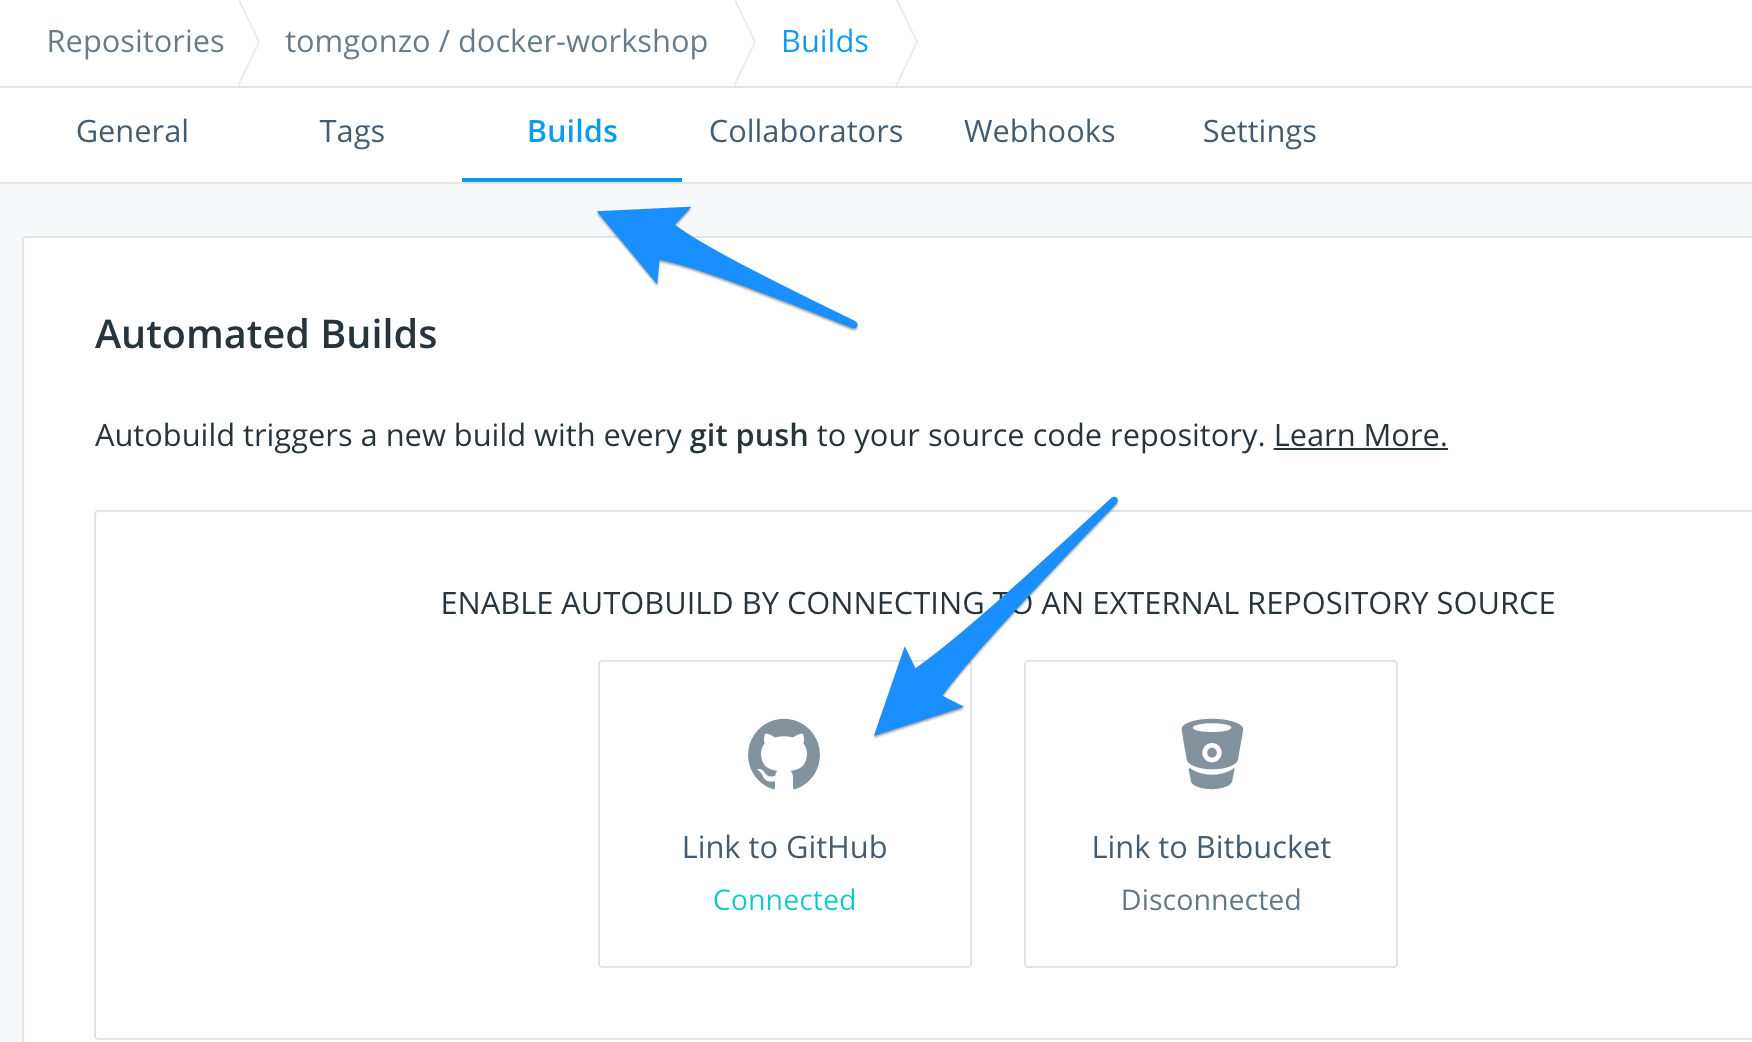 Repositories tomgonzo / docker-workshop Builds
General Tags Builds Collaborators Webhooks Settings
Automated Builds
Autobuild triggers a new build with every git push to your source code repository. Learn More.
ENABLE AUTOBUILD BY CONNECTING TO AN EXTERNAL REPOSITORY SOURCE
Link to GitHub
Connected
Link to Bitbucket
Disconnected